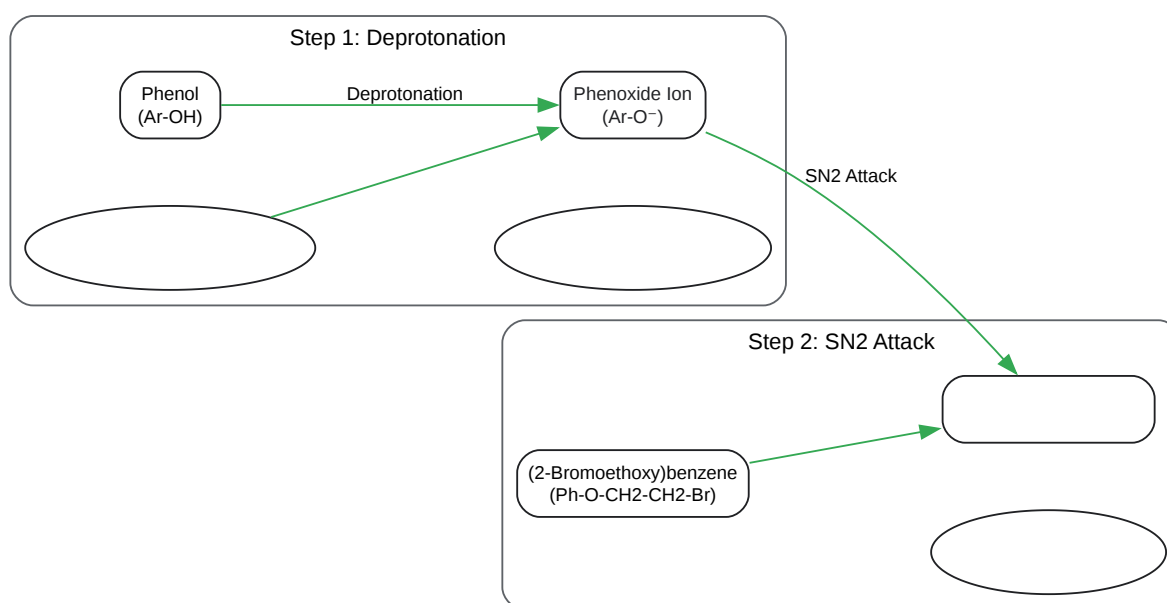 Step 1: Deprotonation
Phenol
(Ar-OH)
Deprotonation
Phenoxide Ion
(Ar-O⁻)
SN2 Attack
Step 2: SN2 Attack
(2-Bromoethoxy)benzene
(Ph-O-CH2-CH2-Br)